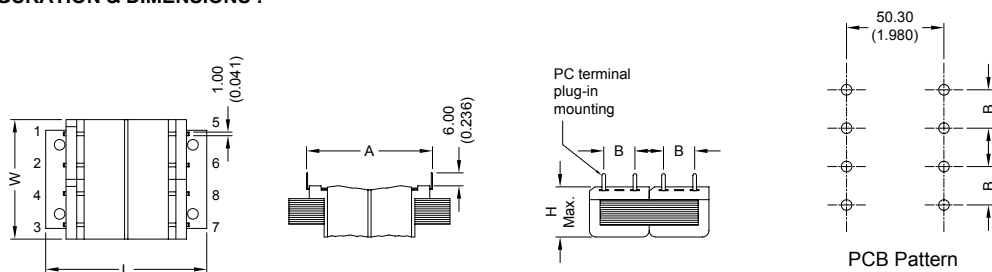 GURATION & DIMENSIONS :
50.30
(1.980)
1.00
(0.041)
PC terminal
plug-in
mounting
6.00
(0.236)
1
5
A
B
B
B
2
6
W
4
8
H
Max.
B
3
7
L
PCB Pattern